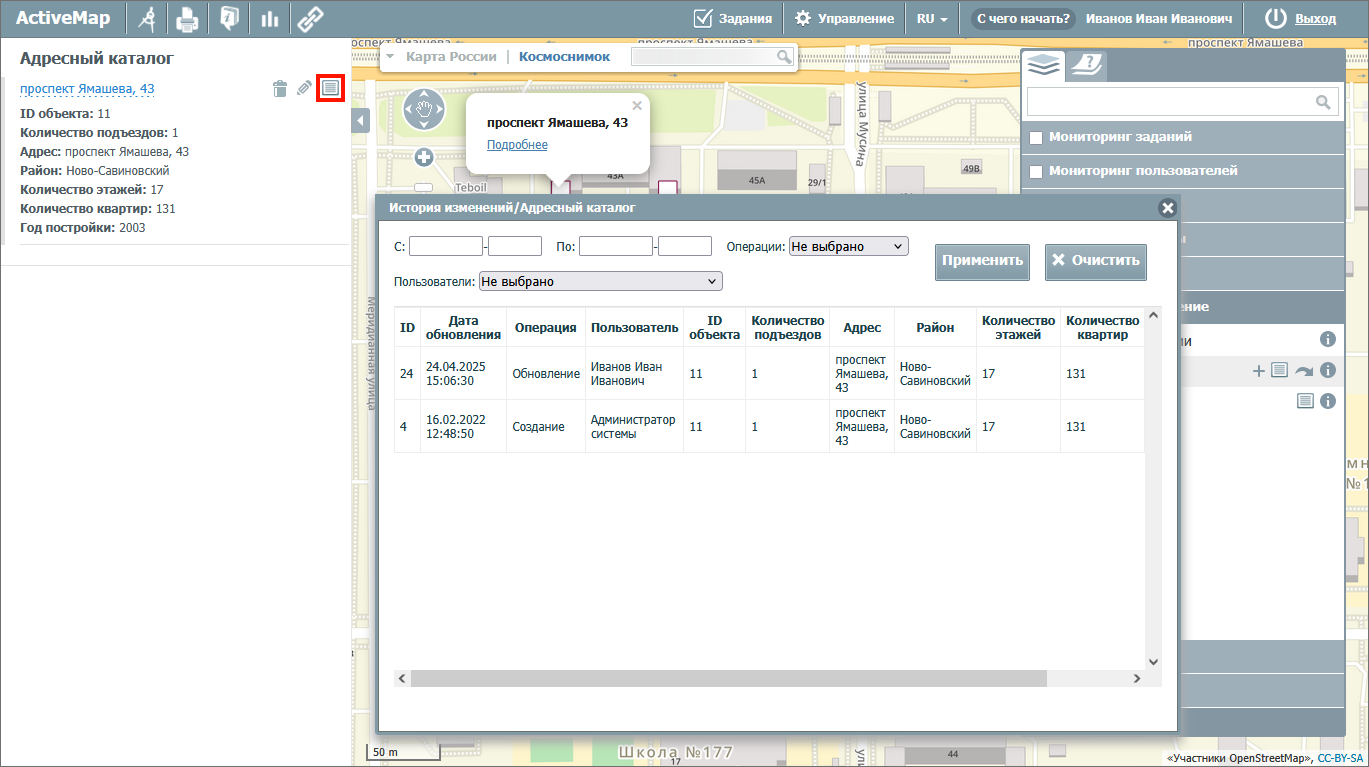 ActiveMap
Задания
Управление
RU
С чего начать?
Иванов Иван Иванович
Выход
Адресный каталог
проспект Ямашева, 43
ID объекта: 11
Количество подъездов: 1
Адрес: проспект Ямашева, 43
Район: Ново-Савиновский
Количество этажей: 17
Количество квартир: 131
Год постройки: 2003
проспект Ямашева
проспект Ямашева
Карта России | Космоснимок
проспект Ямашева, 43
Подробнее
улица Мусина
Teboil
43А
45А
29/1
49В
Меридианная улица
Мониторинг заданий
Мониторинг пользователей
История изменений/Адресный каталог
С: - По: - Операции: Не выбрано
Применить
Очистить
Пользователи: Не выбрано
ID Дата обновления Операция Пользователь ID объекта Количество подъездов Адрес Район Количество этажей Количество квартир
24 24.04.2025 15:06:30 Обновление Иванов Иван Иванович 11 1 проспект Ямашева, 43 Ново-Савиновский 17 131
4 16.02.2022 12:48:50 Создание Администратор системы 11 1 проспект Ямашева, 43 Ново-Савиновский 17 131
ение
ии
50 m
Школа №177
17
44
«Участники OpenStreetMap», CC-BY-SA